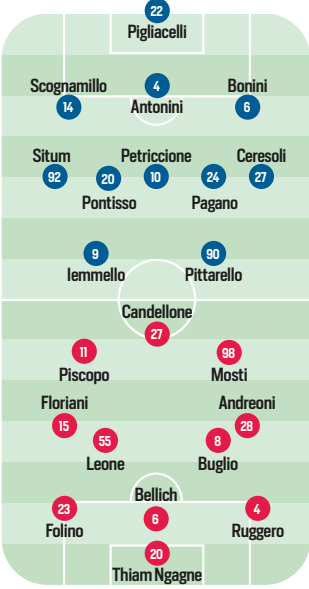 22
Pigliacelli
Scognamillo
4
Bonini
14
Antonini
6
Situm
Petriccione
Ceresoli
92
20
10
24
27
Pontisso
Pagano
9
90
Iemmello
Pittarello
Candellone
27
11
98
Piscopo
Mosti
Floriani
Andreoni
15
28
55
8
Leone
Buglio
Bellich
23
6
4
Folino
Ruggero
20
Thiam Ngagne